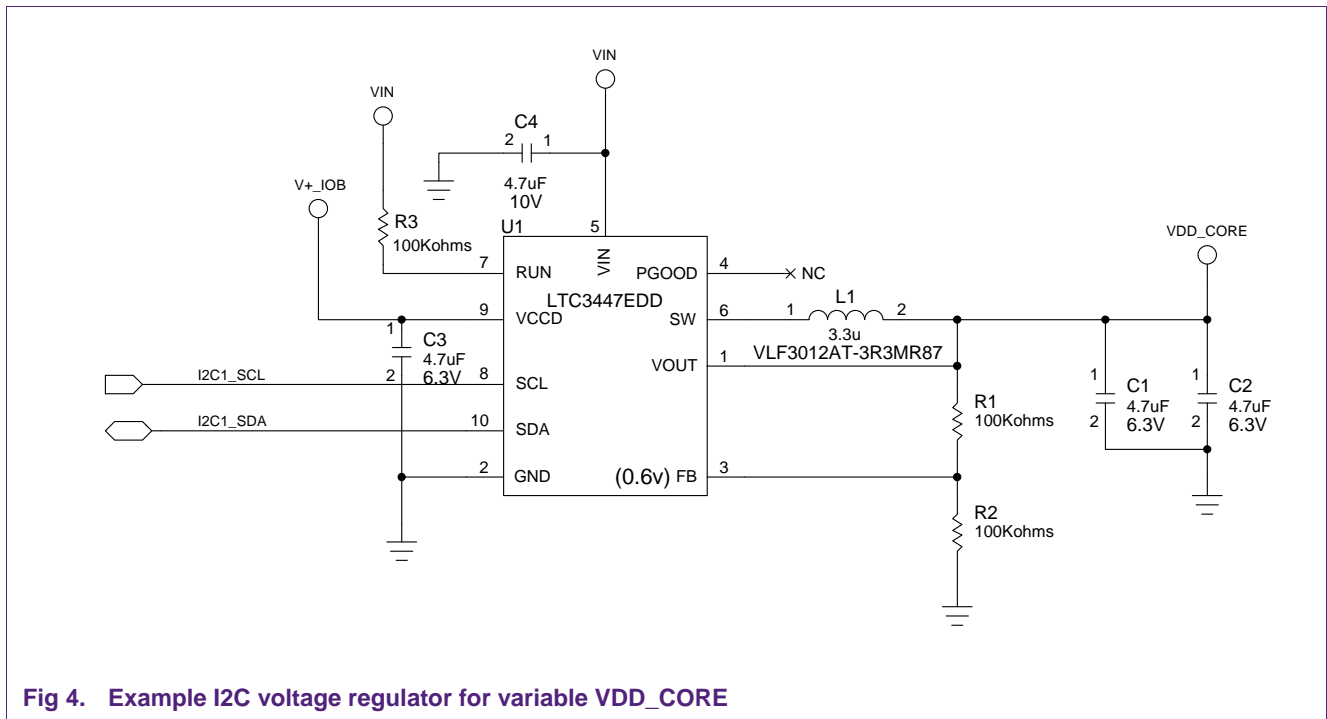 VIN
VIN
C4
2 1
4.7uF
10V
V+_IOB
R3
100Kohms
U1
5
VIN
VDD_CORE
7
RUN
PGOOD
4
NC
LTC3447EDD
9
VCCD
SW
6
1
L1
2
3.3u
VLF3012AT-3R3MR87
1
C3
4.7uF
6.3V
2
VOUT
1
I2C1_SCL
8
SCL
I2C1_SDA
10
SDA
R1
100Kohms
1
C1
4.7uF
6.3V
2
1
C2
4.7uF
6.3V
2
2
GND
(0.6v) FB
3
R2
100Kohms
Fig 4. Example I2C voltage regulator for variable VDD_CORE